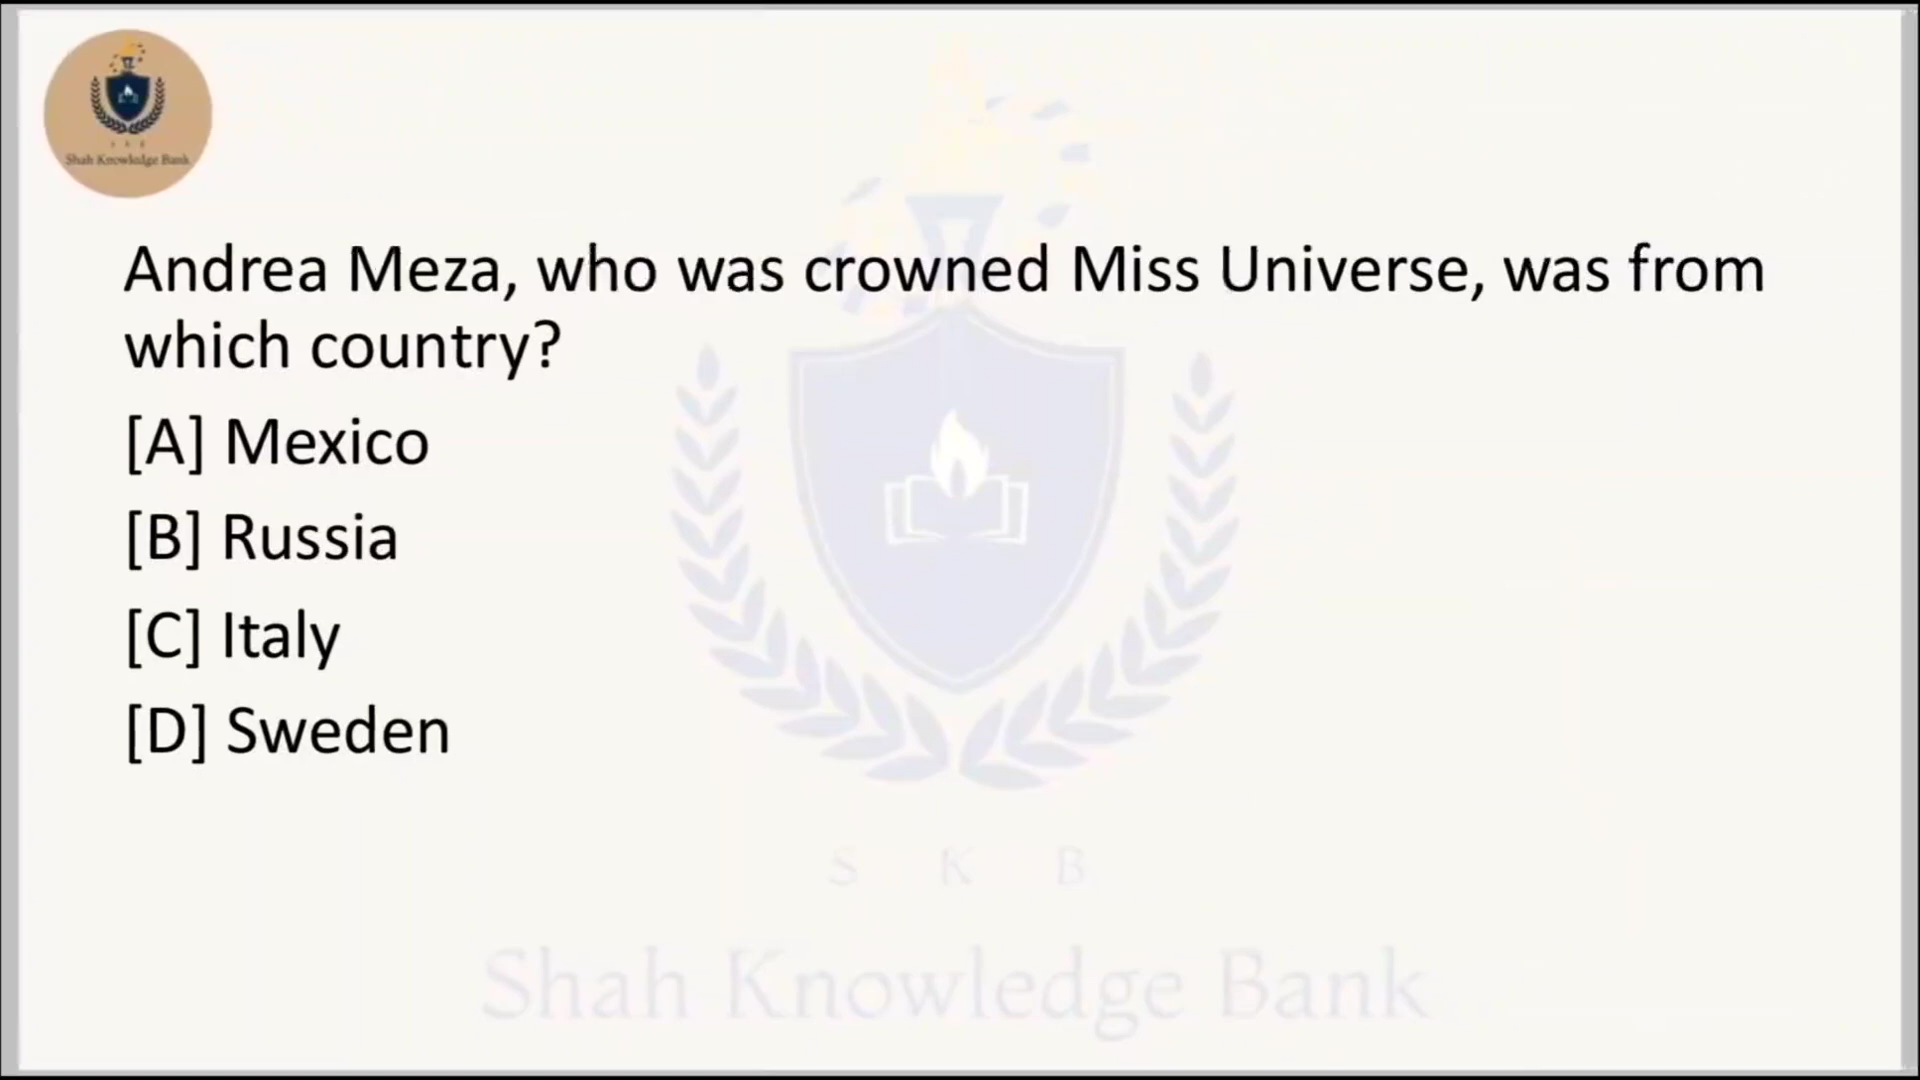 S K B
Shah Knowledge Bank
Andrea Meza, who was crowned Miss Universe, was from
which country?
[A] Mexico
[B] Russia
[C] Italy
[D] Sweden
S K B
Shah Knowledge Bank